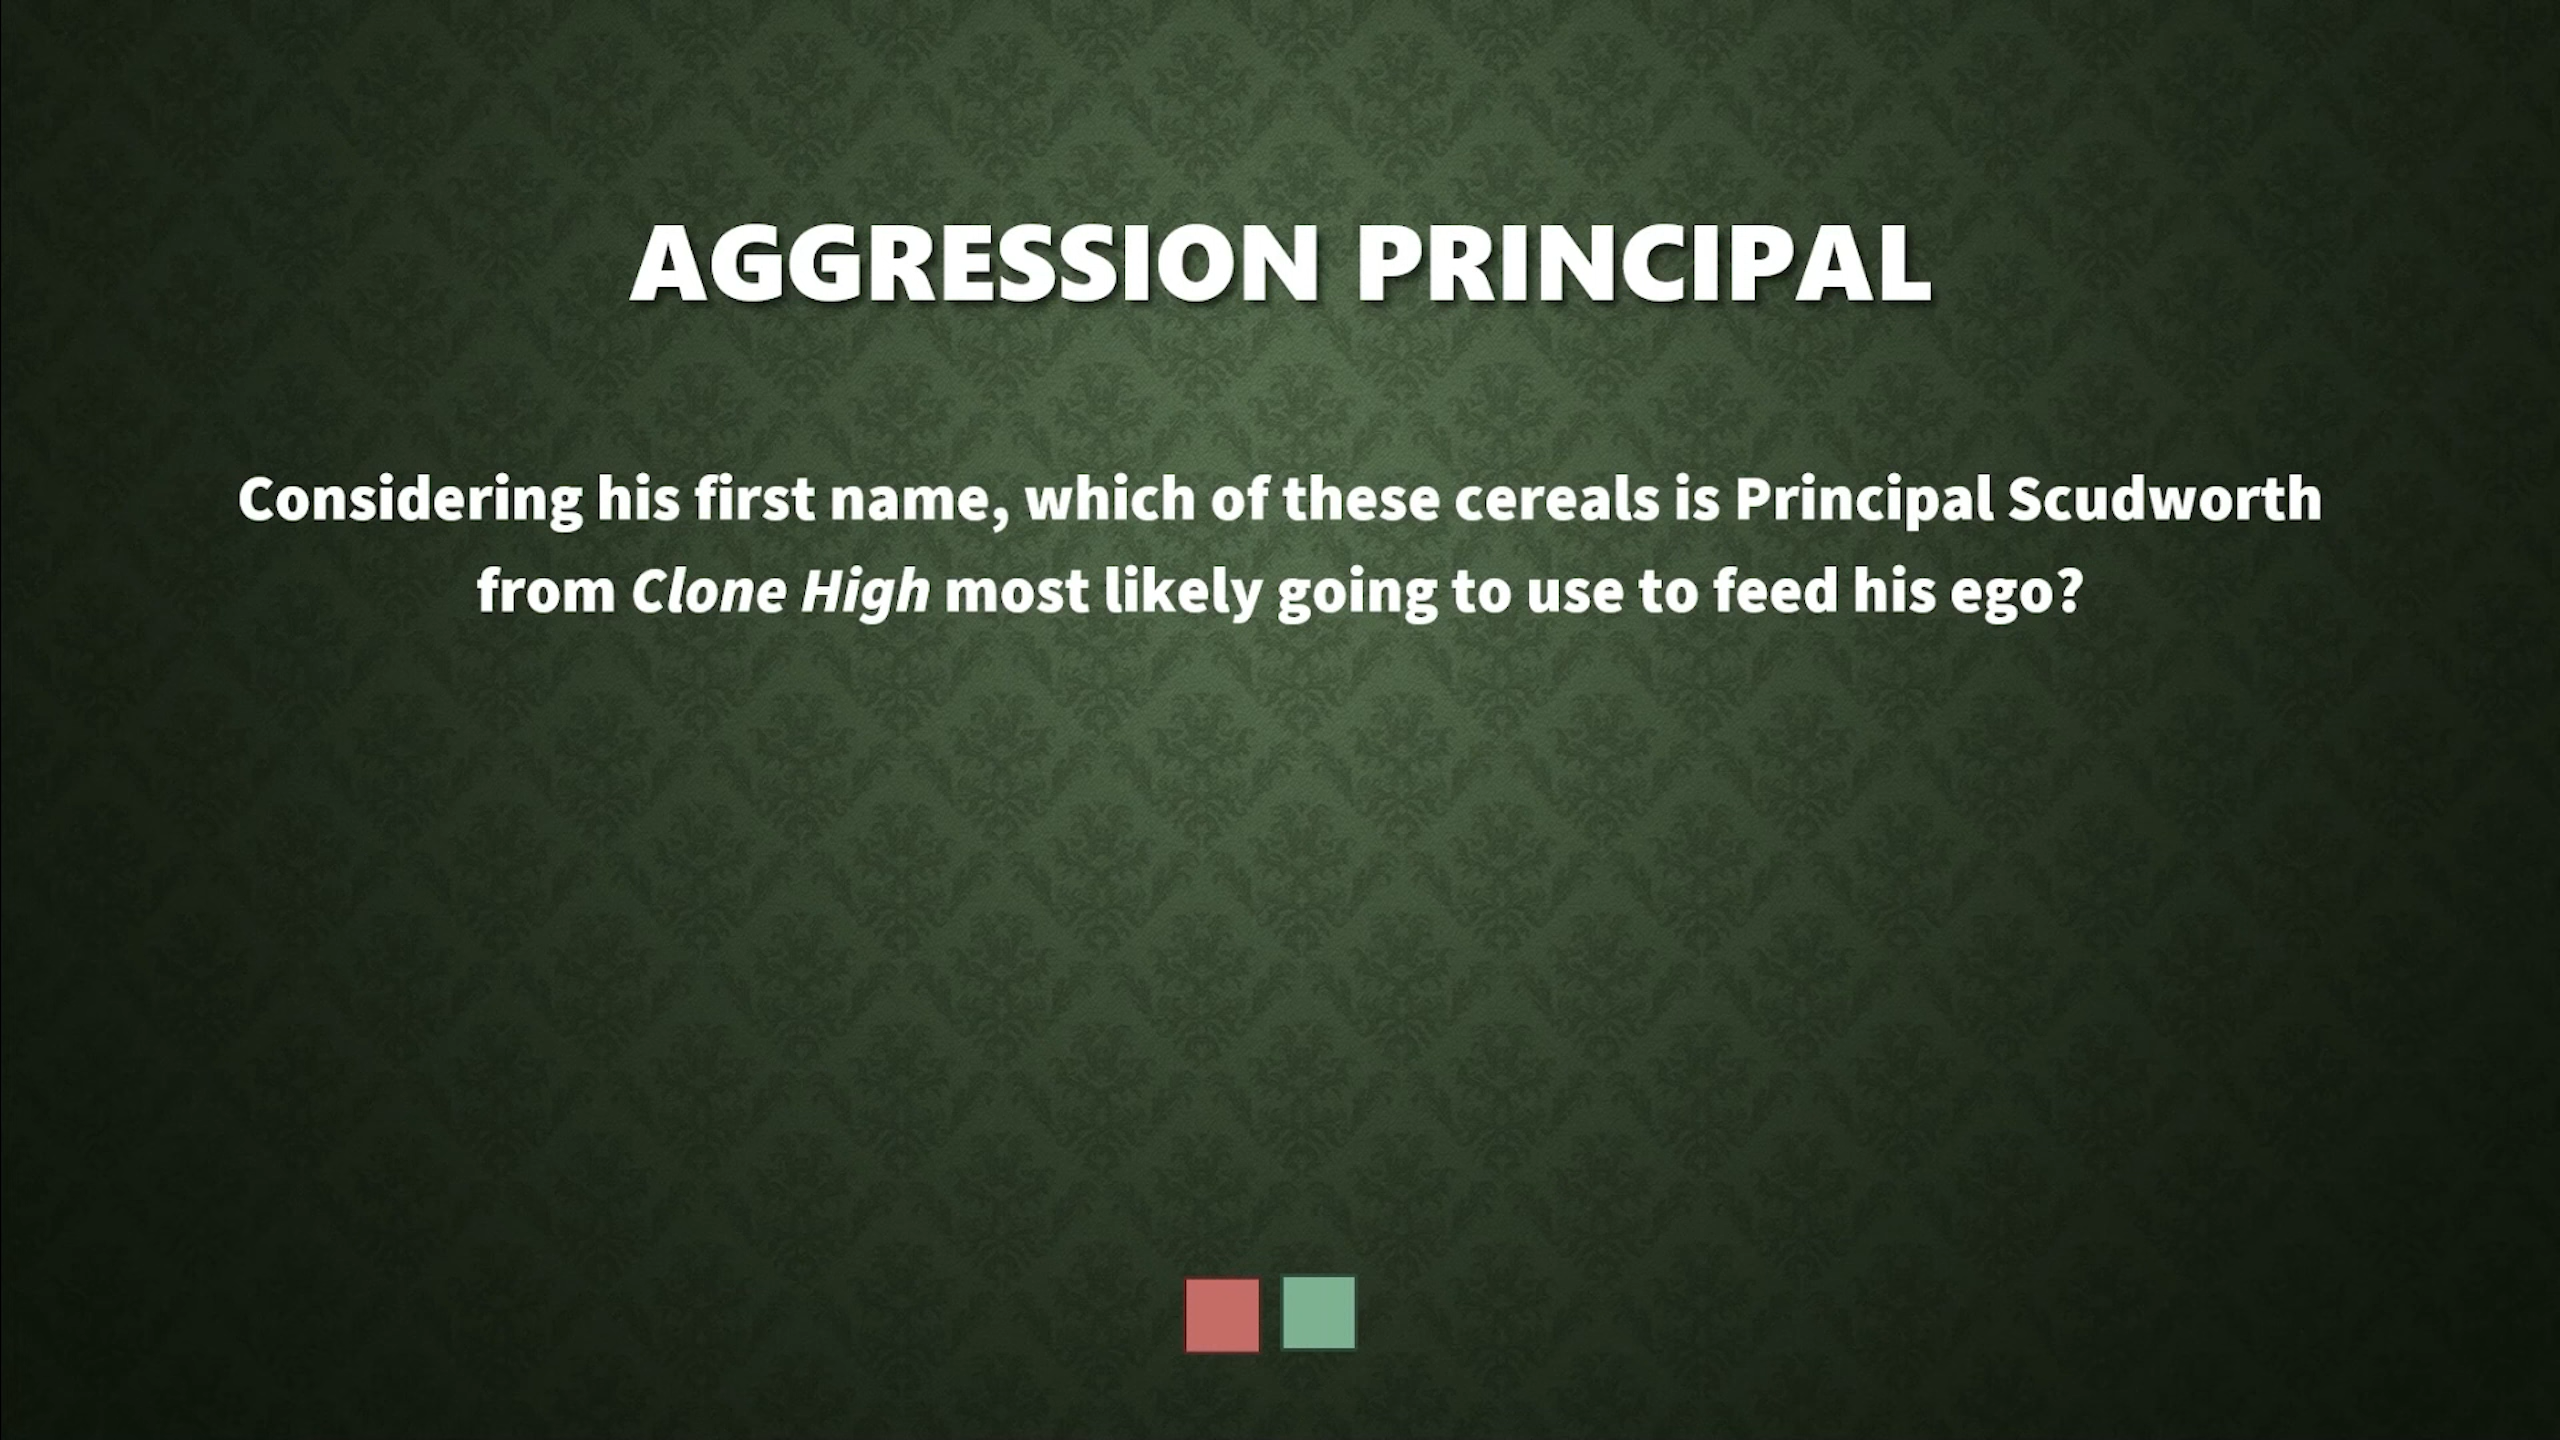 AGGRESSION PRINCIPAL
Considering his first name, which of these cereals is Principal Scudworth
from Clone High most likely going to use to feed his ego?